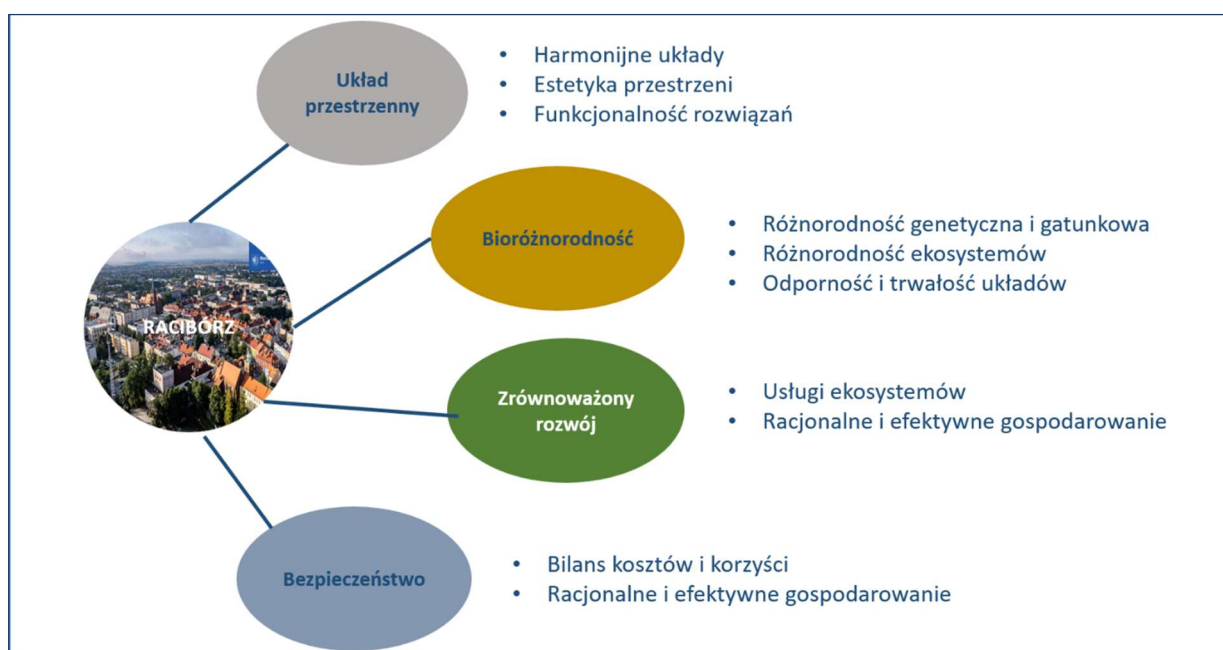 Układ
przestrzenny
• Harmonijne układy
• Estetyka przestrzeni
• Funkcjonalność rozwiązań
RACIBÓRZ
Bioróżnorodność
• Różnorodność genetyczna i gatunkowa
• Różnorodność ekosystemów
• Odporność i trwałość układów
Zrównoważony
rozwój
• Usługi ekosystemów
• Racjonalne i efektywne gospodarowanie
Bezpieczeństwo
• Bilans kosztów i korzyści
• Racjonalne i efektywne gospodarowanie